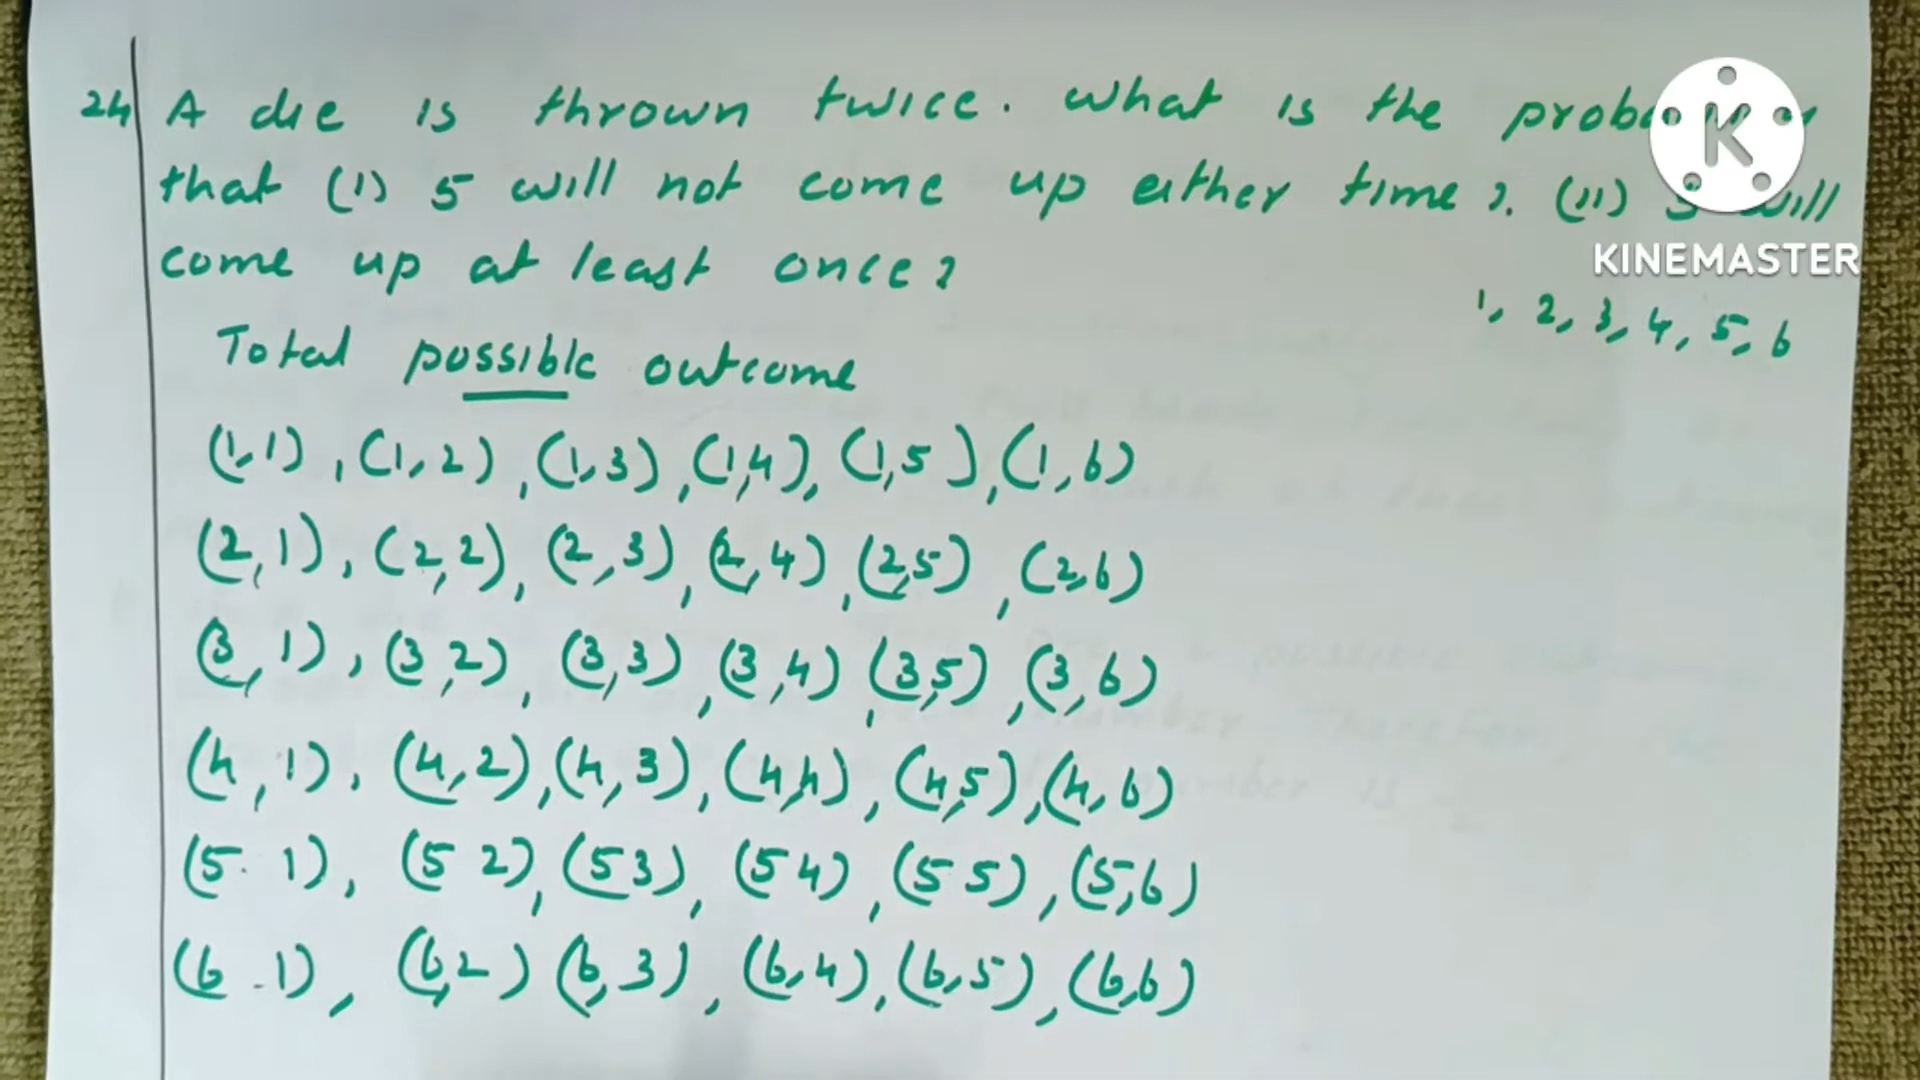 24 A die is thrown twice. what is the
that (i) 5 will not come up either time?. (ii) will
come up at least once?
KINEMASTER
1, 2, 3, 4, 5, 6
Total possible outcome
(1,1), (1,2), (1,3), (1,4), (1,5), (1,6)
(2,1), (2,2), (2,3), (2,4), (2,5), (2,6)
(3,1), (3,2), (3,3), (3,4), (3,5), (3,6)
(4,1), (4,2), (4,3), (4,4), (4,5), (4,6)
(5. 1), (5 2), (5 3), (5 4), (5 5), (5,6)
(6 .1), (6,2) (6,3), (6,4), (6,5), (6,6)